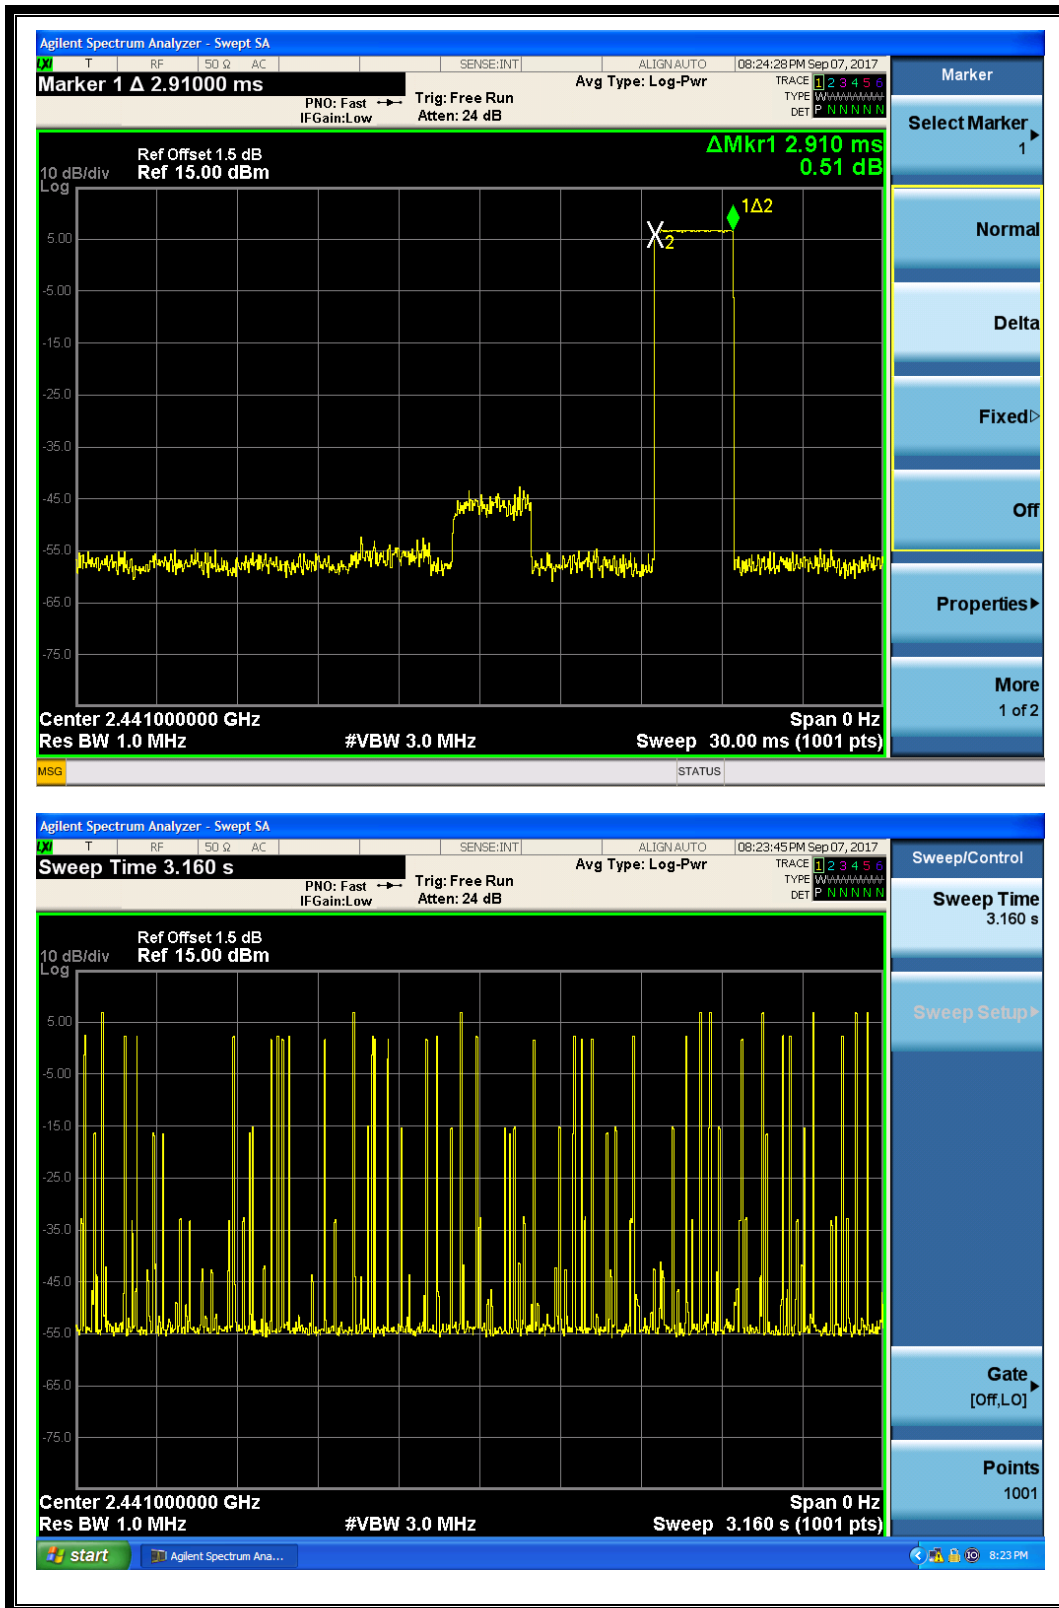 Agilent Spectrum Analyzer - Swept SA
LXI T RF 50 Ω AC SENSE:INT ALIGN AUTO 08:24:28 PM Sep 07, 2017
Marker 1 Δ 2.91000 ms
PNO: Fast
IFGain:Low
Trig: Free Run
Atten: 24 dB
Avg Type: Log-Pwr
TRACE 1 2 3 4 5 6
TYPE
DET P N N N N N
Marker
Select Marker
1
Normal
Delta
Fixed
Off
Properties
More
1 of 2
ΔMkr1 2.910 ms
0.51 dB
Ref Offset 1.5 dB
10 dB/div Ref 15.00 dBm
Log
1Δ2
2
5.00
-5.00
-15.0
-25.0
-35.0
-45.0
-55.0
-65.0
-75.0
Center 2.441000000 GHz Span 0 Hz
Res BW 1.0 MHz #VBW 3.0 MHz Sweep 30.00 ms (1001 pts)
MSG STATUS
Agilent Spectrum Analyzer - Swept SA
LXI T RF 50 Ω AC SENSE:INT ALIGN AUTO 08:23:45 PM Sep 07, 2017
Sweep Time 3.160 s
PNO: Fast
IFGain:Low
Trig: Free Run
Atten: 24 dB
Avg Type: Log-Pwr
TRACE 1 2 3 4 5 6
TYPE
DET P N N N N N
Sweep/Control
Sweep Time
3.160 s
Sweep Setup
Gate
[Off,LO]
Points
1001
Ref Offset 1.5 dB
10 dB/div Ref 15.00 dBm
Log
5.00
-5.00
-15.0
-25.0
-35.0
-45.0
-55.0
-65.0
-75.0
Center 2.441000000 GHz Span 0 Hz
Res BW 1.0 MHz #VBW 3.0 MHz Sweep 3.160 s (1001 pts)
start Agilent Spectrum Ana... 8:23 PM